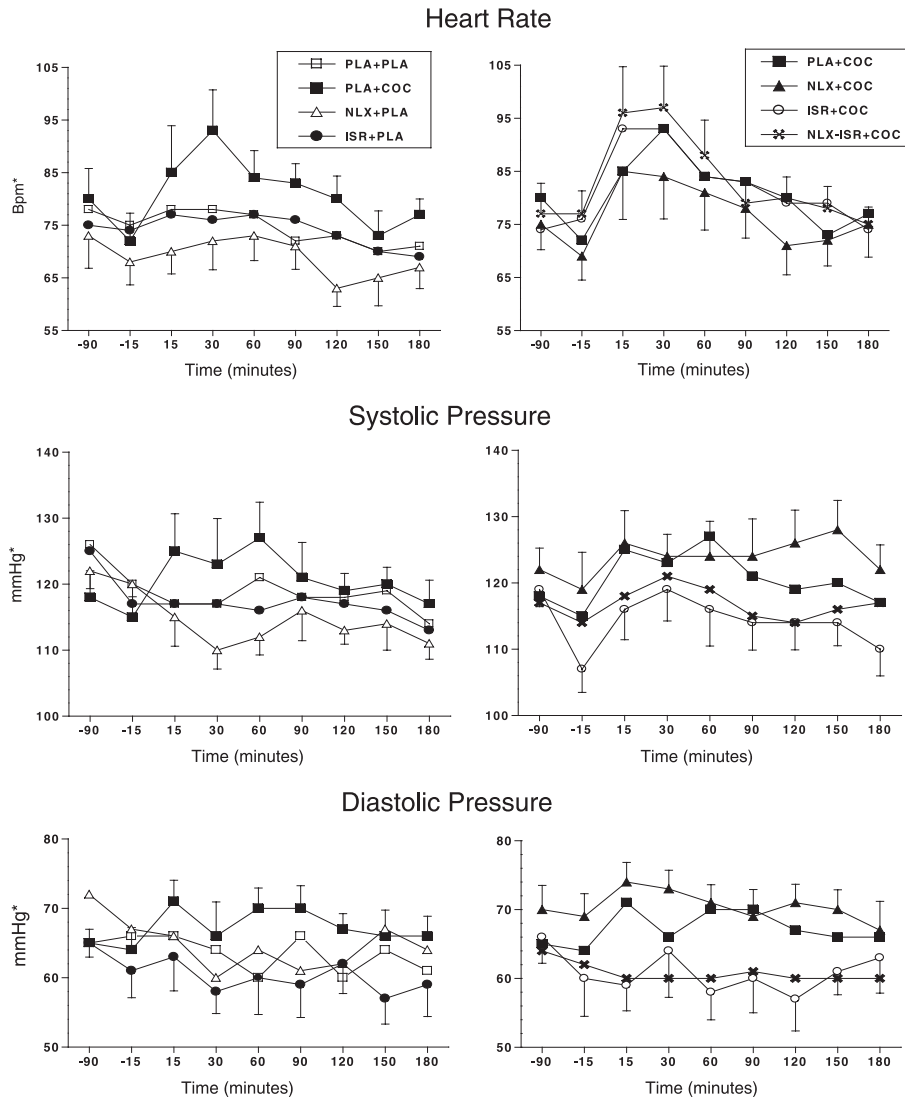 Heart Rate
105
95
85
75
65
55
Bpm*
PLA+PLA
PLA+COC
NLX+PLA
ISR+PLA
-90 -15 15 30 60 90 120 150 180
Time (minutes)
105
95
85
75
65
55
PLA+COC
NLX+COC
ISR+COC
NLX-ISR+COC
-90 -15 15 30 60 90 120 150 180
Time (minutes)
Systolic Pressure
140
130
120
110
100
mmHg*
-90 -15 15 30 60 90 120 150 180
Time (minutes)
140
130
120
110
100
-90 -15 15 30 60 90 120 150 180
Time (minutes)
Diastolic Pressure
80
70
60
50
mmHg*
-90 -15 15 30 60 90 120 150 180
Time (minutes)
80
70
60
50
-90 -15 15 30 60 90 120 150 180
Time (minutes)